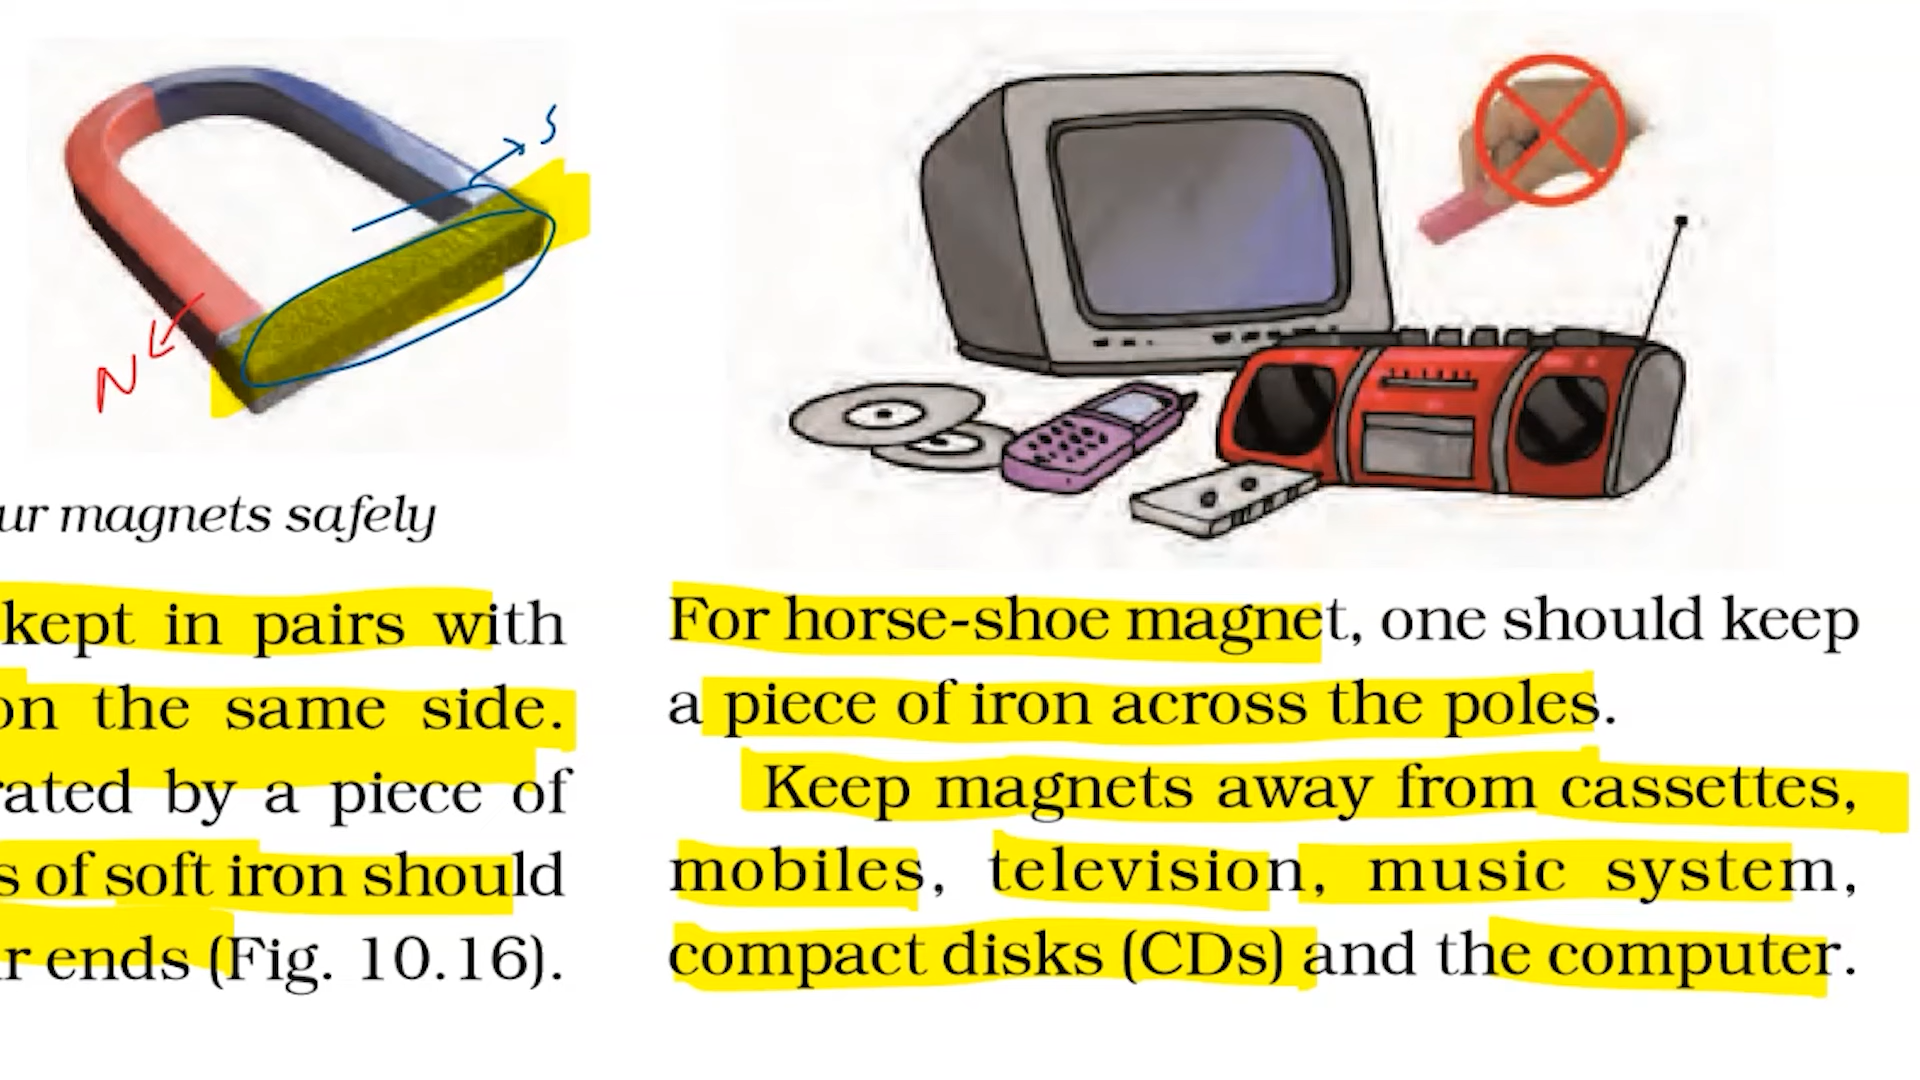 S
N
ur magnets safely
kept in pairs with
on the same side.
rated by a piece of
s of soft iron should
r ends (Fig. 10.16).
For horse-shoe magnet, one should keep
a piece of iron across the poles.
Keep magnets away from cassettes,
mobiles, television, music system,
compact disks (CDs) and the computer.